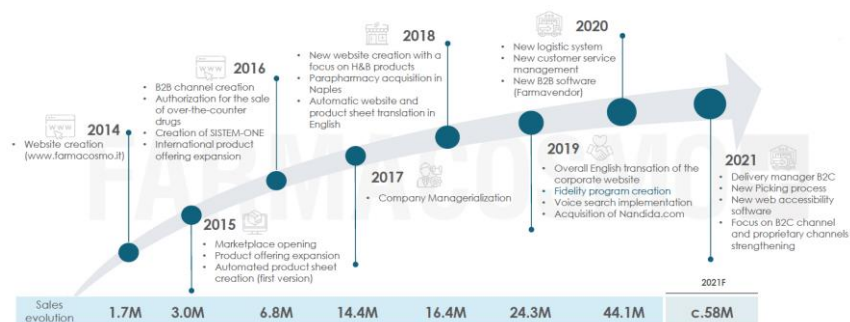 2014
• Website creation
(www.farmacosmo.it)
2016
• B2B channel creation
• Authorization for the sale
of over-the-counter
drugs
• Creation of SISTEM-ONE
• International product
offering expansion
2018
• New website creation with a
focus on H&B products
• Parapharmacy acquisition in
Naples
• Automatic website and
product sheet translation in
English
2020
• New logistic system
• New customer service
management
• New B2B software
(Farmavendor)
2015
• Marketplace opening
• Product offering expansion
• Automated product sheet
creation (first version)
2017
• Company Managerialization
2019
• Overall English transation of the
corporate website
• Fidelity program creation
• Voice search implementation
• Acquisition of Nandida.com
2021
• Delivery manager B2C
• New Picking process
• New web accessibility
software
• Focus on B2C channel
and proprietary channels
strengthening
FARMACOSMO
2021F
Sales
evolution
1.7M 3.0M 6.8M 14.4M 16.4M 24.3M 44.1M c.58M